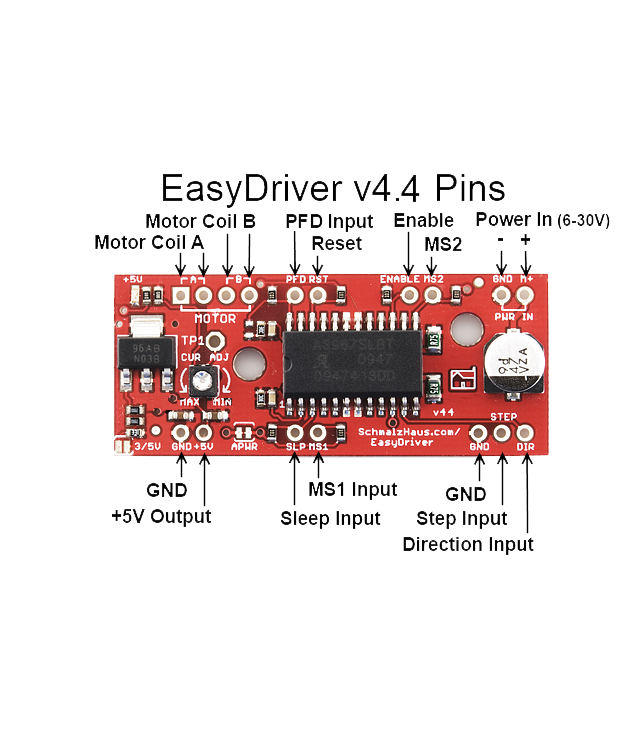 EasyDriver v4.4 Pins
Motor Coil B
PFD Input
Enable
Power In (6-30V)
Motor Coil A
Reset
MS2
- +
+5V
A
B
PFD RST
ENABLE MS2
GND M+
MOTOR
PWR IN
TP1
CUR ADJ
A3967SLBT
0947
MAX MIN
v44
STEP
SchmalzHaus.com/
EasyDriver
3/5V
GND +5V
APWR
SLP MS1
GND
DIR
GND
MS1 Input
GND
+5V Output
Sleep Input
Step Input
Direction Input